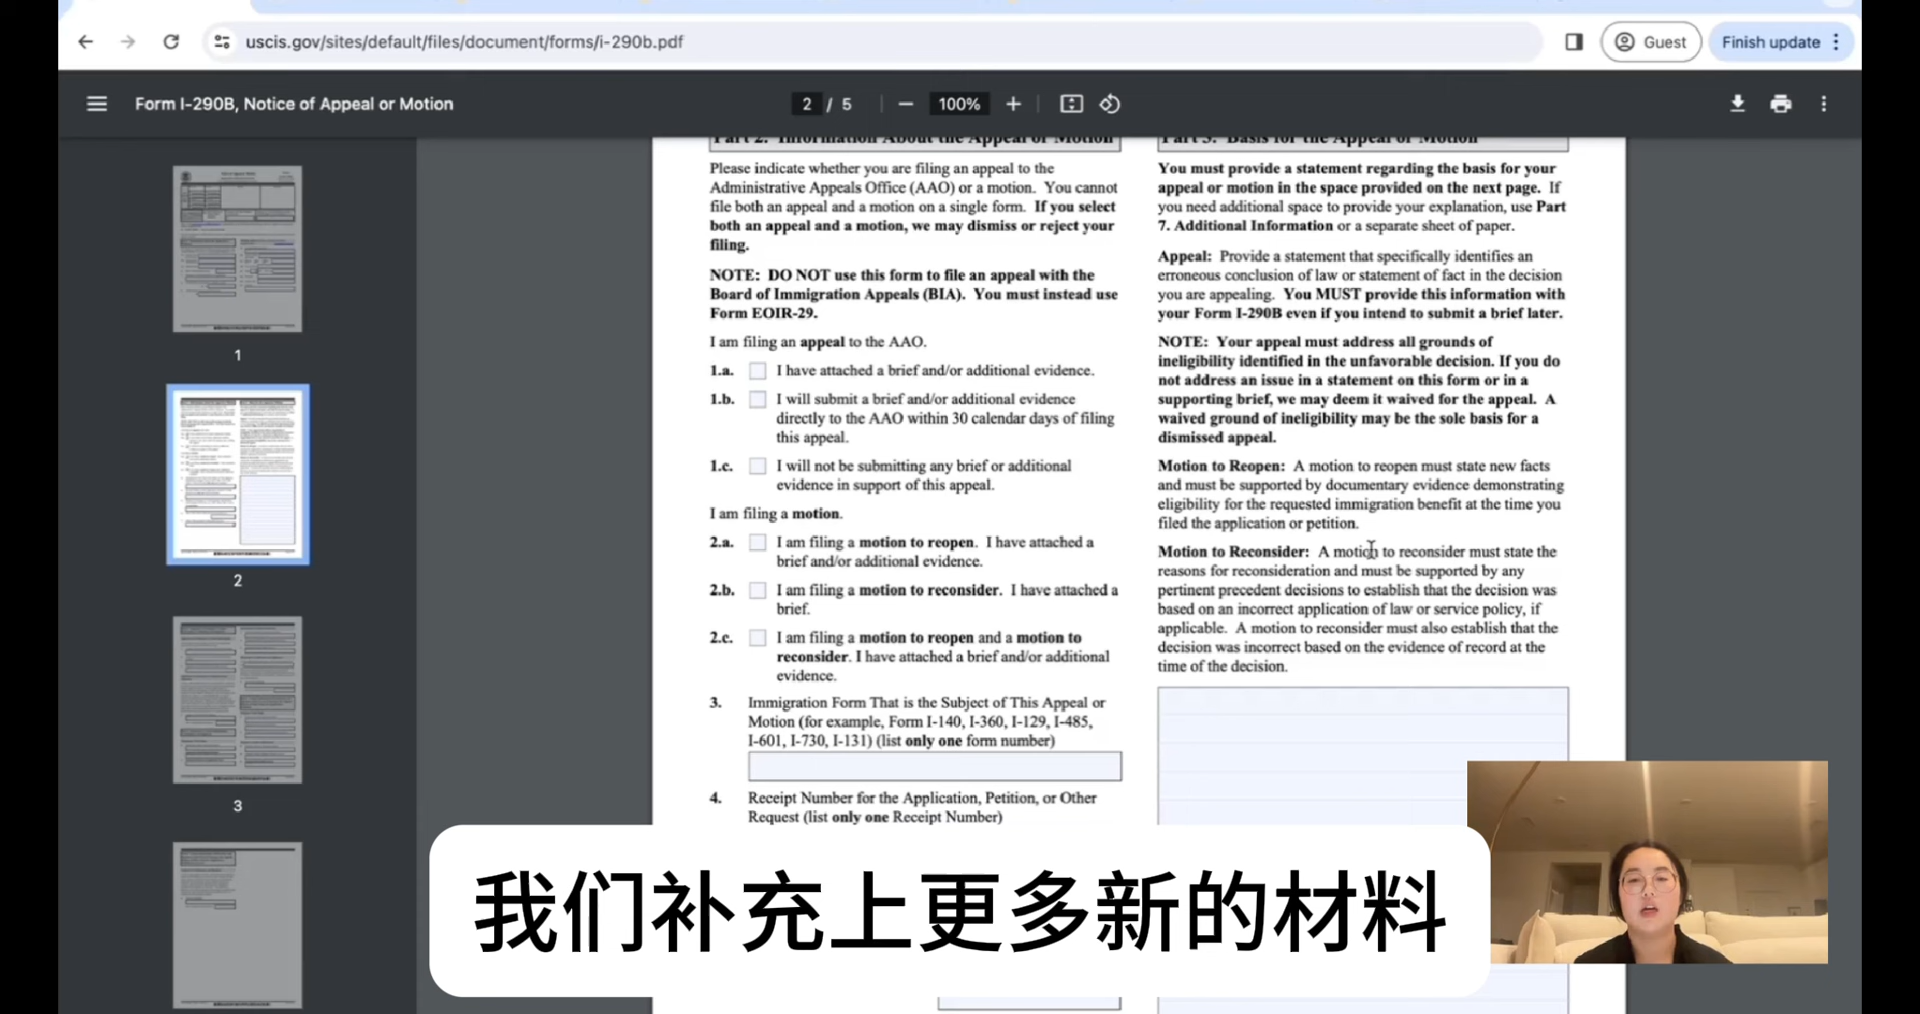 uscis.gov/sites/default/files/document/forms/i-290b.pdf
Guest
Finish update
Form I-290B, Notice of Appeal or Motion
2 / 5
100%
1
2
3
Part 2. Information About the Appeal or Motion
Please indicate whether you are filing an appeal to the
Administrative Appeals Office (AAO) or a motion. You cannot
file both an appeal and a motion on a single form. If you select
both an appeal and a motion, we may dismiss or reject your
filing.
NOTE: DO NOT use this form to file an appeal with the
Board of Immigration Appeals (BIA). You must instead use
Form EOIR-29.
I am filing an appeal to the AAO.
1.a. I have attached a brief and/or additional evidence.
1.b. I will submit a brief and/or additional evidence
directly to the AAO within 30 calendar days of filing
this appeal.
1.c. I will not be submitting any brief or additional
evidence in support of this appeal.
I am filing a motion.
2.a. I am filing a motion to reopen. I have attached a
brief and/or additional evidence.
2.b. I am filing a motion to reconsider. I have attached a
brief.
2.c. I am filing a motion to reopen and a motion to
reconsider. I have attached a brief and/or additional
evidence.
3. Immigration Form That is the Subject of This Appeal or
Motion (for example, Form I-140, I-360, I-129, I-485,
I-601, I-730, I-131) (list only one form number)
4. Receipt Number for the Application, Petition, or Other
Request (list only one Receipt Number)
Part 3. Basis for the Appeal or Motion
You must provide a statement regarding the basis for your
appeal or motion in the space provided on the next page. If
you need additional space to provide your explanation, use Part
7. Additional Information or a separate sheet of paper.
Appeal: Provide a statement that specifically identifies an
erroneous conclusion of law or statement of fact in the decision
you are appealing. You MUST provide this information with
your Form I-290B even if you intend to submit a brief later.
NOTE: Your appeal must address all grounds of
ineligibility identified in the unfavorable decision. If you do
not address an issue in a statement on this form or in a
supporting brief, we may deem it waived for the appeal. A
waived ground of ineligibility may be the sole basis for a
dismissed appeal.
Motion to Reopen: A motion to reopen must state new facts
and must be supported by documentary evidence demonstrating
eligibility for the requested immigration benefit at the time you
filed the application or petition.
Motion to Reconsider: A motion to reconsider must state the
reasons for reconsideration and must be supported by any
pertinent precedent decisions to establish that the decision was
based on an incorrect application of law or service policy, if
applicable. A motion to reconsider must also establish that the
decision was incorrect based on the evidence of record at the
time of the decision.
我们补充上更多新的材料